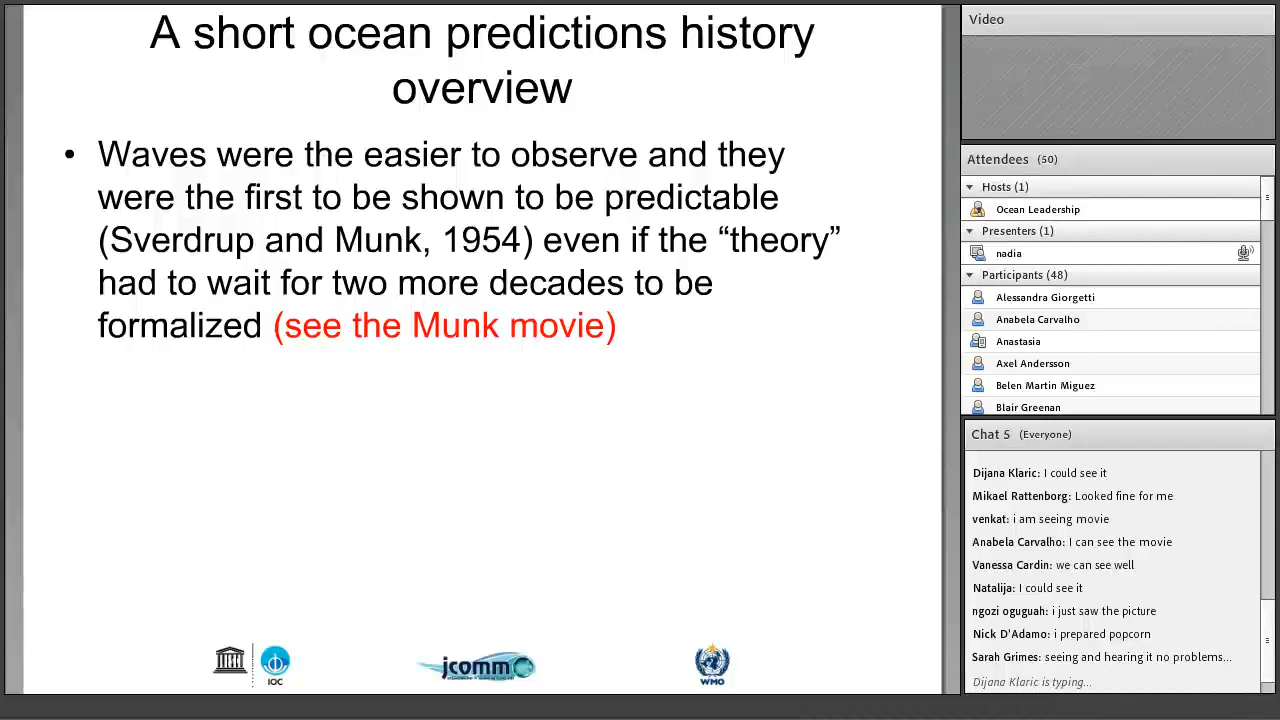 A short ocean predictions history
overview
• Waves were the easier to observe and they
were the first to be shown to be predictable
(Sverdrup and Munk, 1954) even if the “theory”
had to wait for two more decades to be
formalized (see the Munk movie)
IOC
jcomm
WMO
Video
Attendees (50)
Hosts (1)
Ocean Leadership
Presenters (1)
nadia
Participants (48)
Alessandra Giorgetti
Anabela Carvalho
Anastasia
Axel Andersson
Belen Martin Miguez
Blair Greenan
Chat 5 (Everyone)
Dijana Klaric: I could see it
Mikael Rattenborg: Looked fine for me
venkat: i am seeing movie
Anabela Carvalho: I can see the movie
Vanessa Cardin: we can see well
Natalija: I could see it
ngozi oguguah: i just saw the picture
Nick D'Adamo: i prepared popcorn
Sarah Grimes: seeing and hearing it no problem
Dijana Klaric is typing...